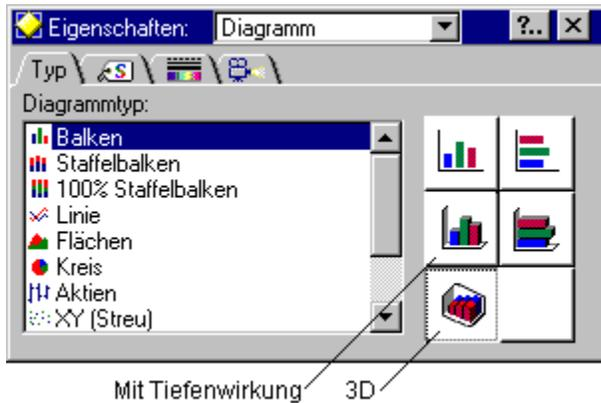 Eigenschaften: Diagramm ?..
Typ S
Diagrammtyp:
Balken
Staffelbalken
100% Staffelbalken
Linie
Flächen
Kreis
Aktien
XY (Streu)
Mit Tiefenwirkung 3D